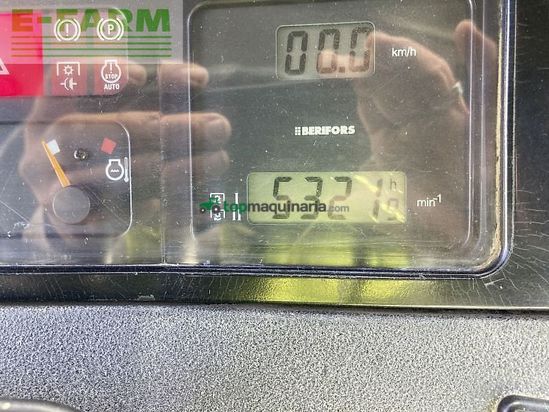 E-FARM
P
STOP
AUTO
00.0 km/h
BERIFORS
5321 h
min-1
topmaquinaria.com